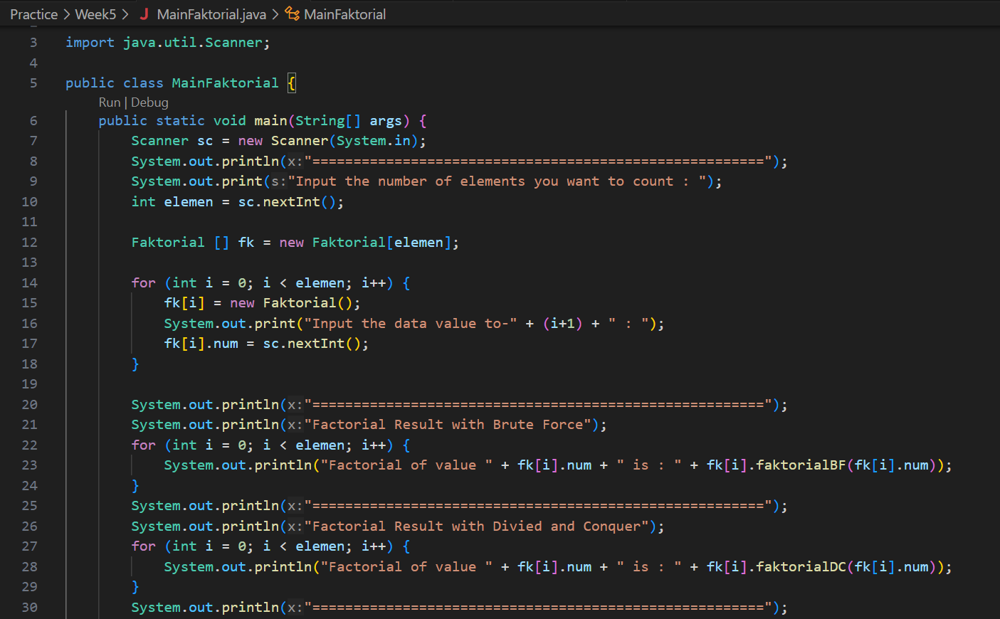 Practice > Week5 > J MainFaktorial.java > MainFaktorial
3 import java.util.Scanner;
4
5 public class MainFaktorial {
Run | Debug
6 public static void main(String[] args) {
7 Scanner sc = new Scanner(System.in);
8 System.out.println(x:"=======================================================");
9 System.out.print(s:"Input the number of elements you want to count : ");
10 int elemen = sc.nextInt();
11
12 Faktorial [] fk = new Faktorial[elemen];
13
14 for (int i = 0; i < elemen; i++) {
15 fk[i] = new Faktorial();
16 System.out.print("Input the data value to-" + (i+1) + " : ");
17 fk[i].num = sc.nextInt();
18 }
19
20 System.out.println(x:"=======================================================");
21 System.out.println(x:"Factorial Result with Brute Force");
22 for (int i = 0; i < elemen; i++) {
23 System.out.println("Factorial of value " + fk[i].num + " is : " + fk[i].faktorialBF(fk[i].num));
24 }
25 System.out.println(x:"=======================================================");
26 System.out.println(x:"Factorial Result with Divied and Conquer");
27 for (int i = 0; i < elemen; i++) {
28 System.out.println("Factorial of value " + fk[i].num + " is : " + fk[i].faktorialDC(fk[i].num));
29 }
30 System.out.println(x:"=======================================================");